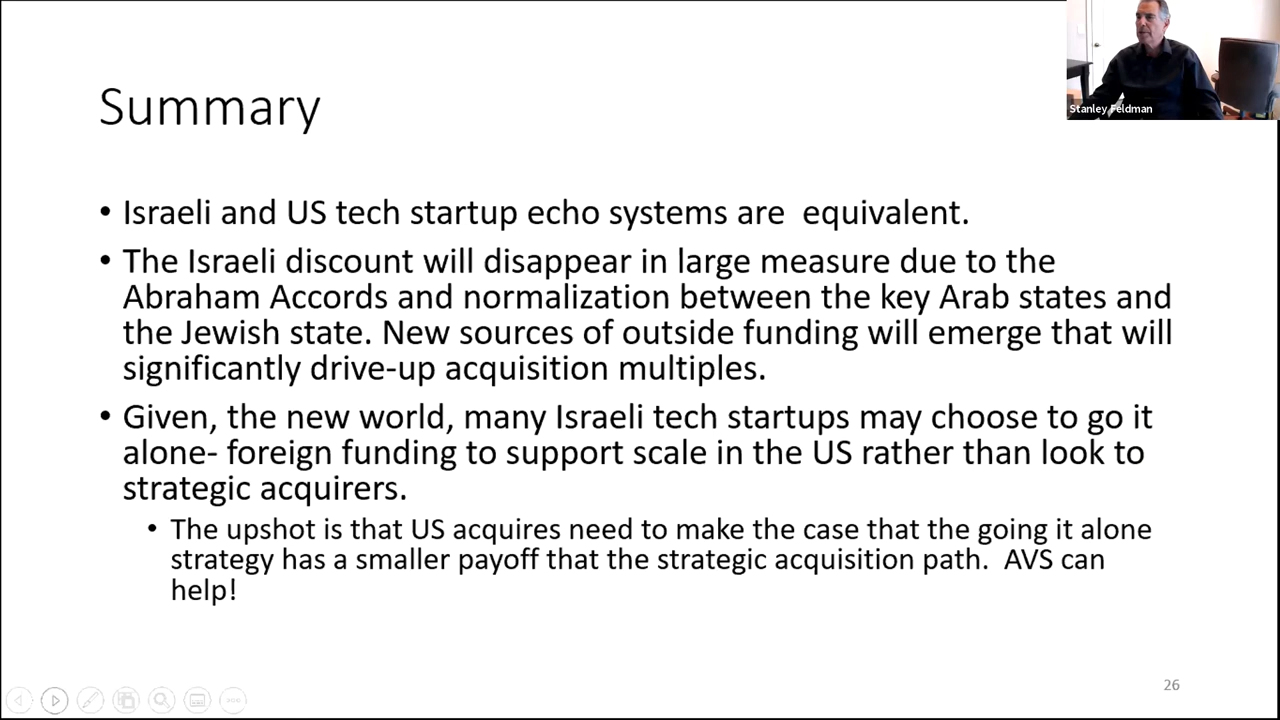 Stanley Feldman
Summary
• Israeli and US tech startup echo systems are  equivalent.
• The Israeli discount will disappear in large measure due to the
Abraham Accords and normalization between the key Arab states and
the Jewish state. New sources of outside funding will emerge that will
significantly drive-up acquisition multiples.
• Given, the new world, many Israeli tech startups may choose to go it
alone- foreign funding to support scale in the US rather than look to
strategic acquirers.
• The upshot is that US acquires need to make the case that the going it alone
strategy has a smaller payoff that the strategic acquisition path.  AVS can
help!
26